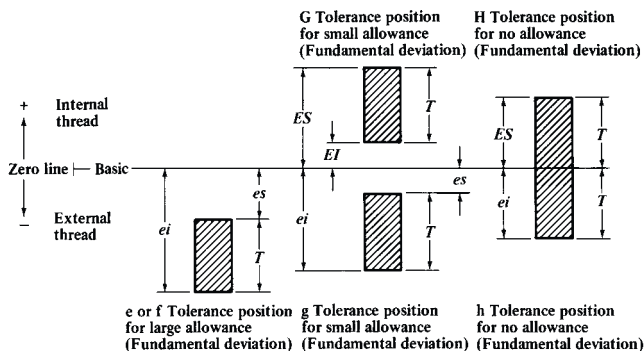 G Tolerance position
for small allowance
(Fundamental deviation)
H Tolerance position
for no allowance
(Fundamental deviation)
+ Internal
thread
ES
T
EI
ES
T
Zero line
Basic
es
es
ei
ei
ei
– External
thread
T
T
T
e or f Tolerance position
for large allowance
(Fundamental deviation)
g Tolerance position
for small allowance
(Fundamental deviation)
h Tolerance position
for no allowance
(Fundamental deviation)